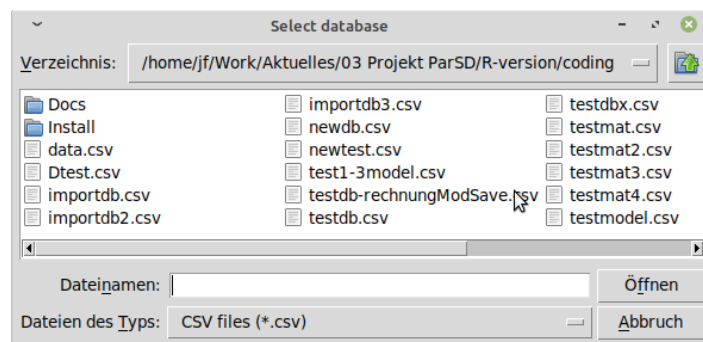 Select database
Verzeichnis: /home/jf/Work/Aktuelles/03 Projekt ParSD/R-version/coding
Docs
Install
data.csv
Dtest.csv
importdb.csv
importdb2.csv
importdb3.csv
newdb.csv
newtest.csv
test1-3model.csv
testdb-rechnungModSave.csv
testdb.csv
testdbx.csv
testmat.csv
testmat2.csv
testmat3.csv
testmat4.csv
testmodel.csv
Dateinamen:
Öffnen
Dateien des Typs: CSV files (*.csv)
Abbruch